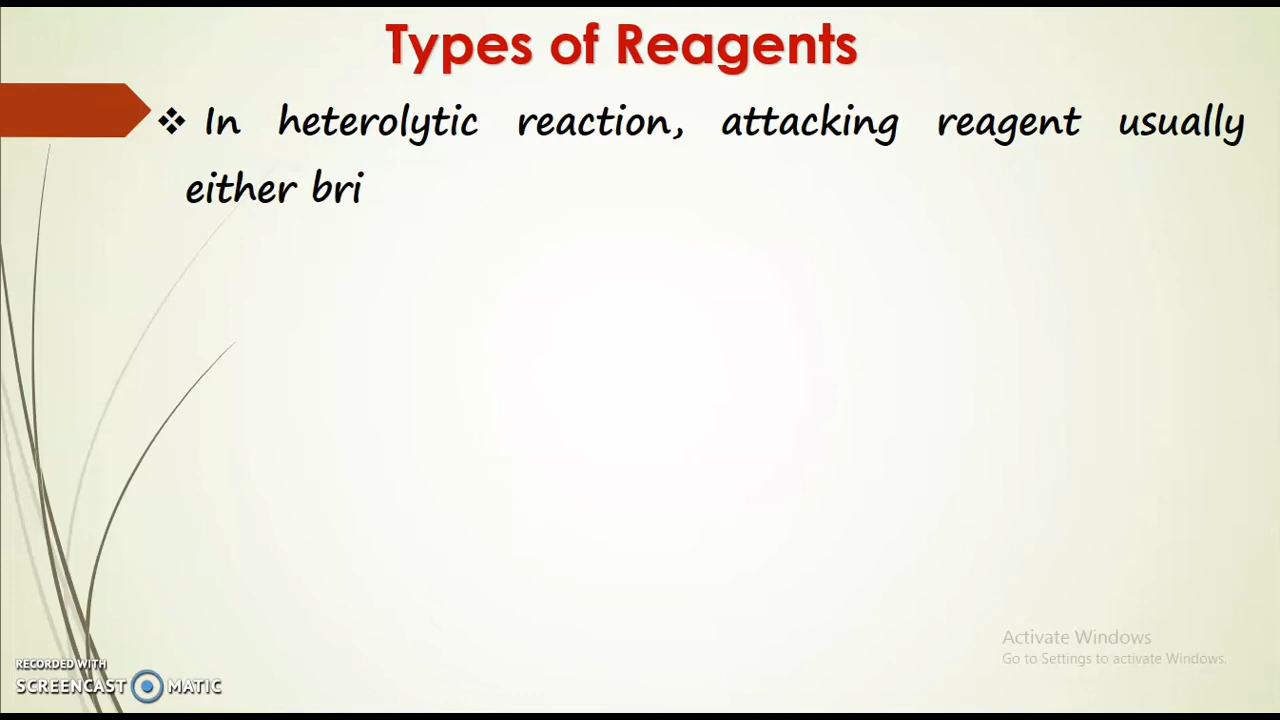 Types of Reagents
❖ In heterolytic reaction, attacking reagent usually
either bri
Activate Windows
Go to Settings to activate Windows.
RECORDED WITH
SCREENCAST MATIC